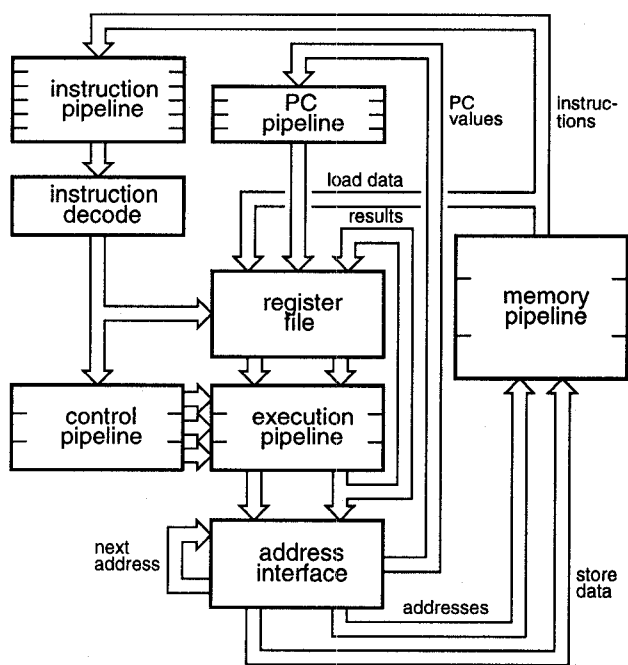 instruction
pipeline
PC
pipeline
PC
values
instruc-
tions
load data
instruction
decode
results
register
file
memory
pipeline
control
pipeline
execution
pipeline
next
address
address
interface
addresses
store
data